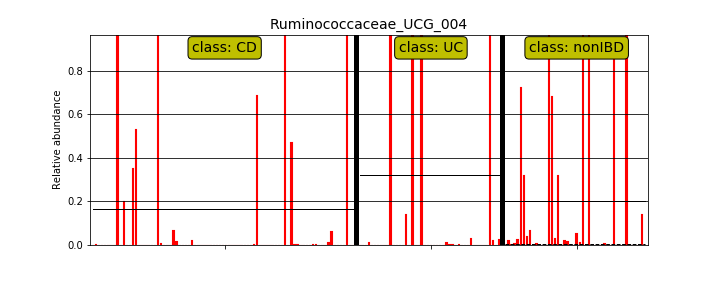 Ruminococcaceae_UCG_004
class: CD
class: UC
class: nonIBD
Relative abundance
0.8
0.6
0.4
0.2
0.0